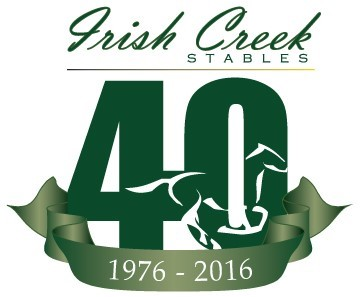 Irish Creek
STABLES
40
1976 - 2016